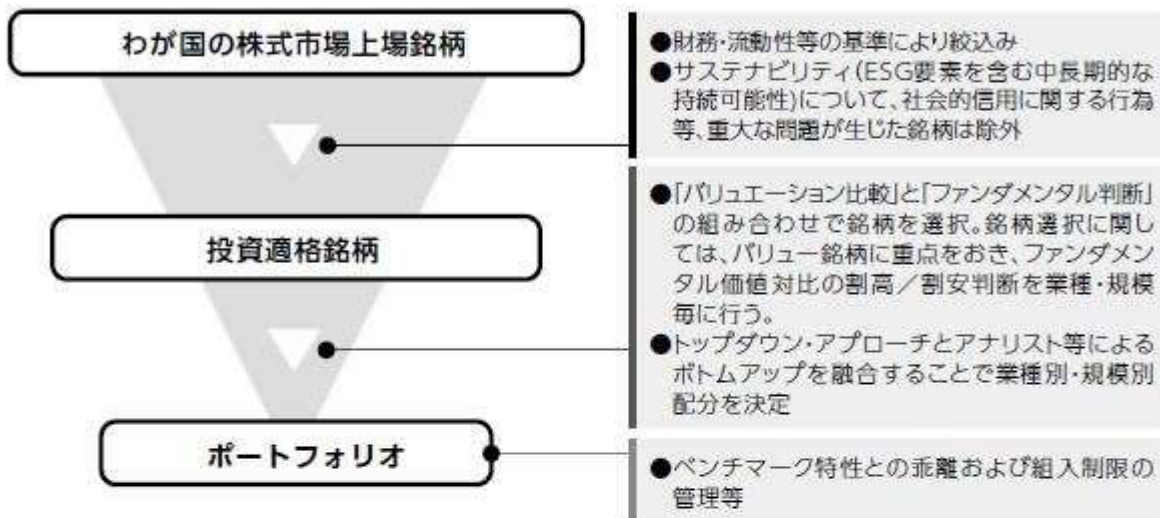 わが国の株式市場上場銘柄
●財務・流動性等の基準により絞込み
●サステナビリティ(ESG要素を含む中長期的な
持続可能性)について、社会的信用に関する行為
等、重大な問題が生じた銘柄は除外
投資適格銘柄
●「バリュエーション比較」と「ファンダメンタル判断」
の組み合わせで銘柄を選択。銘柄選択に関し
ては、バリュー銘柄に重点をおき、ファンダメン
タル価値対比の割高／割安判断を業種・規模
毎に行う。
●トップダウン・アプローチとアナリスト等による
ボトムアップを融合することで業種別・規模別
配分を決定
ポートフォリオ
●ベンチマーク特性との乖離および組入制限の
管理等